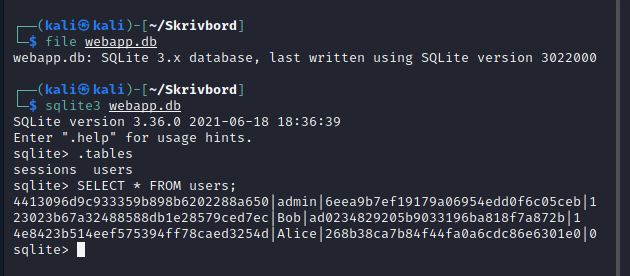 ┌──(kali㉿kali)-[~/Skrivbord]
└─$ file webapp.db
webapp.db: SQLite 3.x database, last written using SQLite version 3022000
┌──(kali㉿kali)-[~/Skrivbord]
└─$ sqlite3 webapp.db
SQLite version 3.36.0 2021-06-18 18:36:39
Enter ".help" for usage hints.
sqlite> .tables
sessions  users
sqlite> SELECT * FROM users;
4413096d9c933359b898b6202288a650|admin|6eea9b7ef19179a06954edd0f6c05ceb|1
23023b67a32488588db1e28579ced7ec|Bob|ad0234829205b9033196ba818f7a872b|1
4e8423b514eef575394ff78caed3254d|Alice|268b38ca7b84f44fa0a6cdc86e6301e0|0
sqlite>